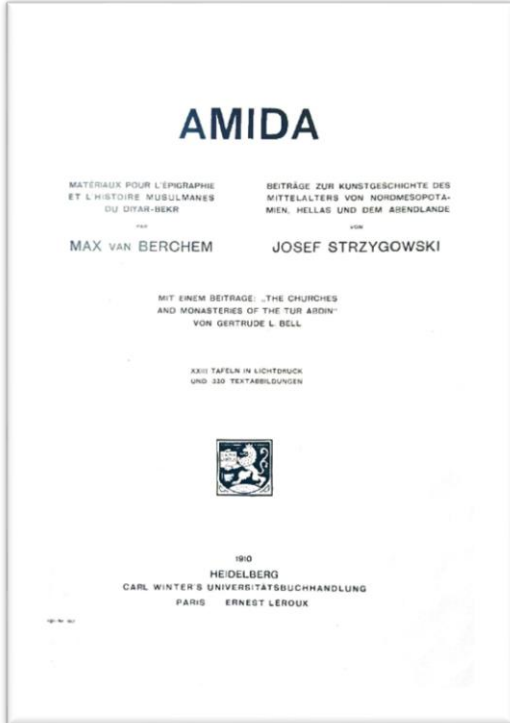 AMIDA
MATÉRIAUX POUR L'ÉPIGRAPHIE
ET L'HISTOIRE MUSULMANES
DU DIYAR-BEKR
PAR
MAX VAN BERCHEM
BEITRÄGE ZUR KUNSTGESCHICHTE DES
MITTELALTERS VON NORDMESOPOTA-
MIEN, HELLAS UND DEM ABENDLANDE
VON
JOSEF STRZYGOWSKI
MIT EINEM BEITRAGE: „THE CHURCHES
AND MONASTERIES OF THE TUR ABDIN"
VON GERTRUDE L. BELL
XXIII TAFELN IN LICHTDRUCK
UND 330 TEXTABBILDUNGEN
1910
HEIDELBERG
CARL WINTER'S UNIVERSITÄTSBUCHHANDLUNG
PARIS ERNEST LEROUX